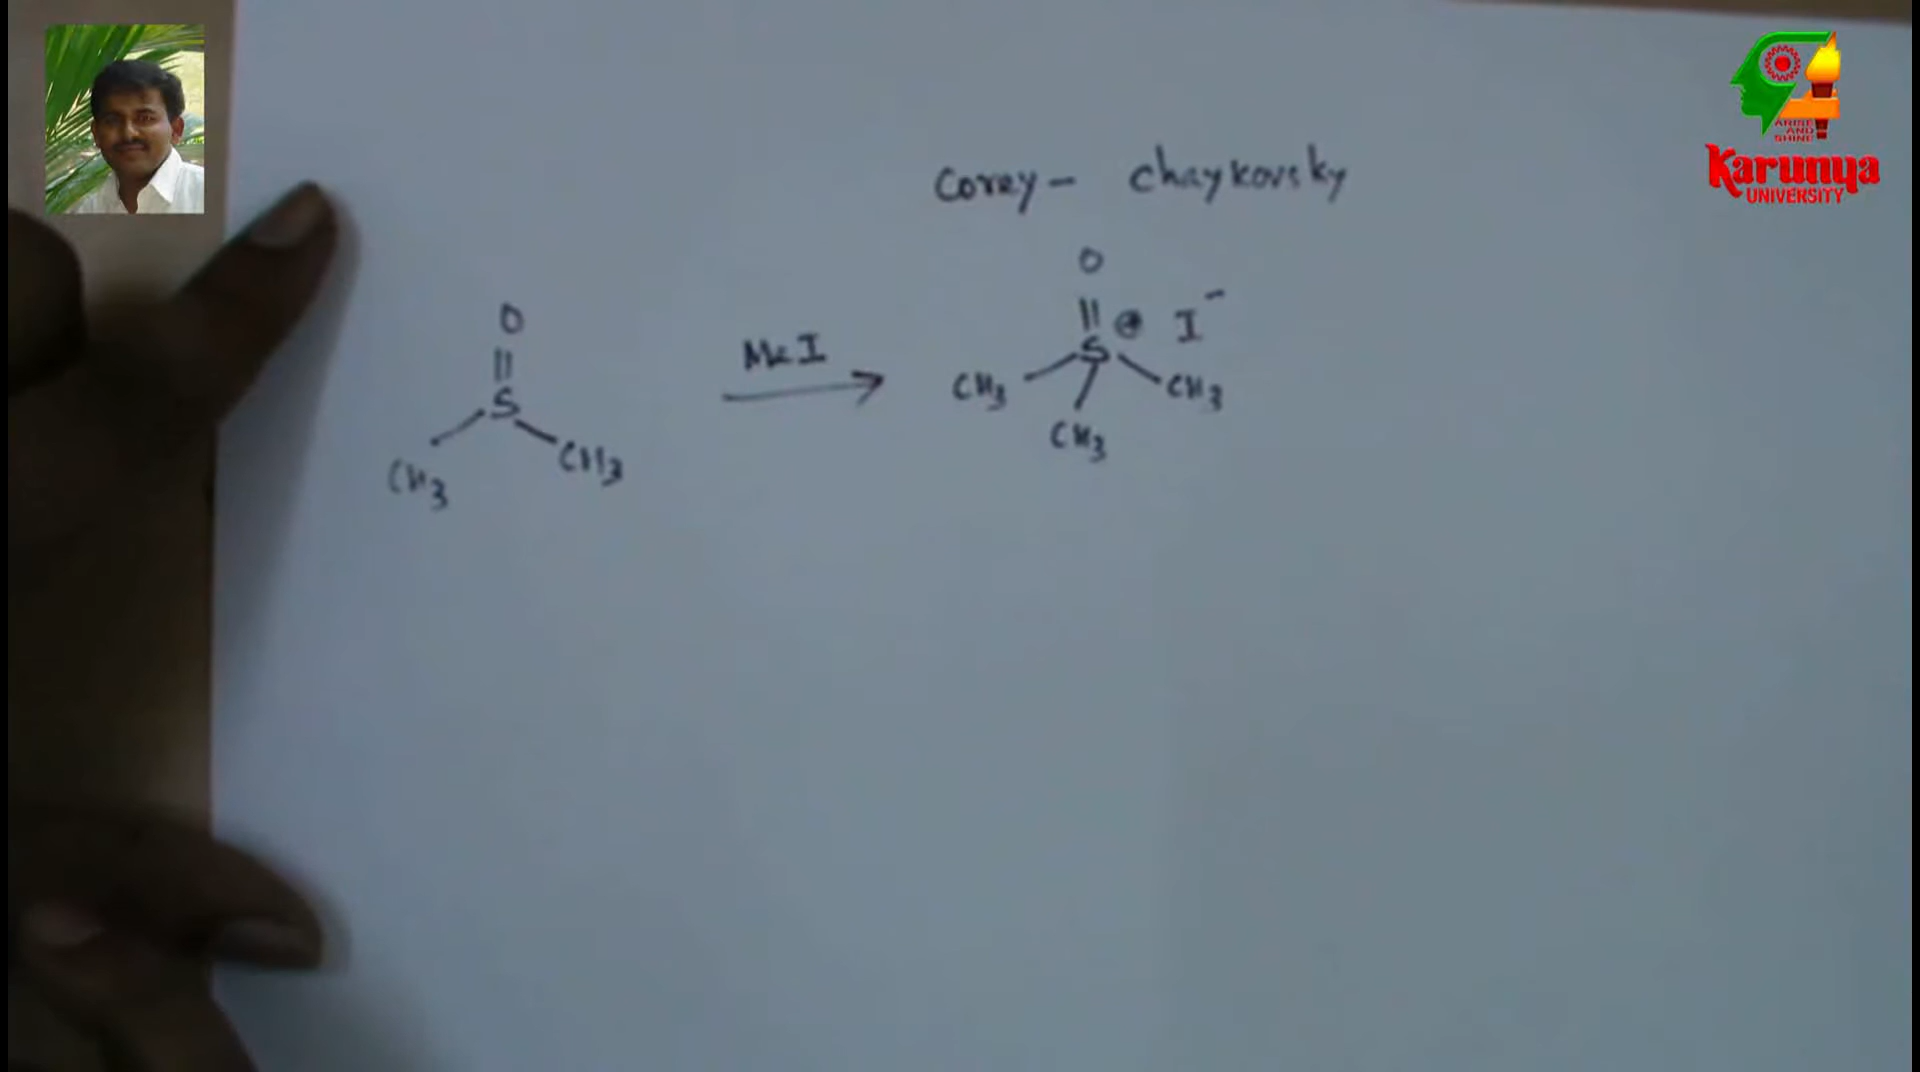 Corey - Chaykovsky
O
||
S
CH3
CH3
MeI
O
||
S ⊕ I-
CH3
CH3
CH3
ARISE
AND
SHINE
Karunya
UNIVERSITY